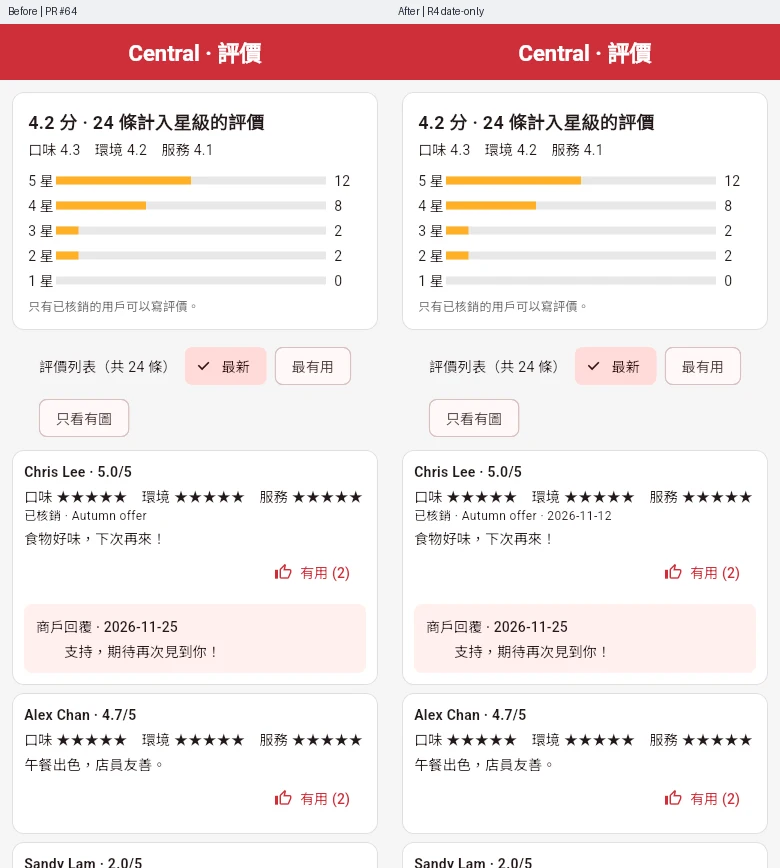 Before | PR #64
Central · 評價
4.2 分 · 24 條計入星級的評價
口味 4.3 環境 4.2 服務 4.1
5 星 12
4 星 8
3 星 2
2 星 2
1 星 0
只有已核銷的用戶可以寫評價。
評價列表（共 24 條） 最新 最有用
只看有圖
Chris Lee · 5.0/5
口味 ★★★★★ 環境 ★★★★★ 服務 ★★★★★
已核銷 · Autumn offer
食物好味，下次再來！
有用 (2)
商戶回覆 · 2026-11-25
支持，期待再次見到你！
Alex Chan · 4.7/5
口味 ★★★★★ 環境 ★★★★★ 服務 ★★★★★
午餐出色，店員友善。
有用 (2)
Sandy Lam · 2.0/5
After | R4 date-only
Central · 評價
4.2 分 · 24 條計入星級的評價
口味 4.3 環境 4.2 服務 4.1
5 星 12
4 星 8
3 星 2
2 星 2
1 星 0
只有已核銷的用戶可以寫評價。
評價列表（共 24 條） 最新 最有用
只看有圖
Chris Lee · 5.0/5
口味 ★★★★★ 環境 ★★★★★ 服務 ★★★★★
已核銷 · Autumn offer · 2026-11-12
食物好味，下次再來！
有用 (2)
商戶回覆 · 2026-11-25
支持，期待再次見到你！
Alex Chan · 4.7/5
口味 ★★★★★ 環境 ★★★★★ 服務 ★★★★★
午餐出色，店員友善。
有用 (2)
Sandy Lam · 2.0/5